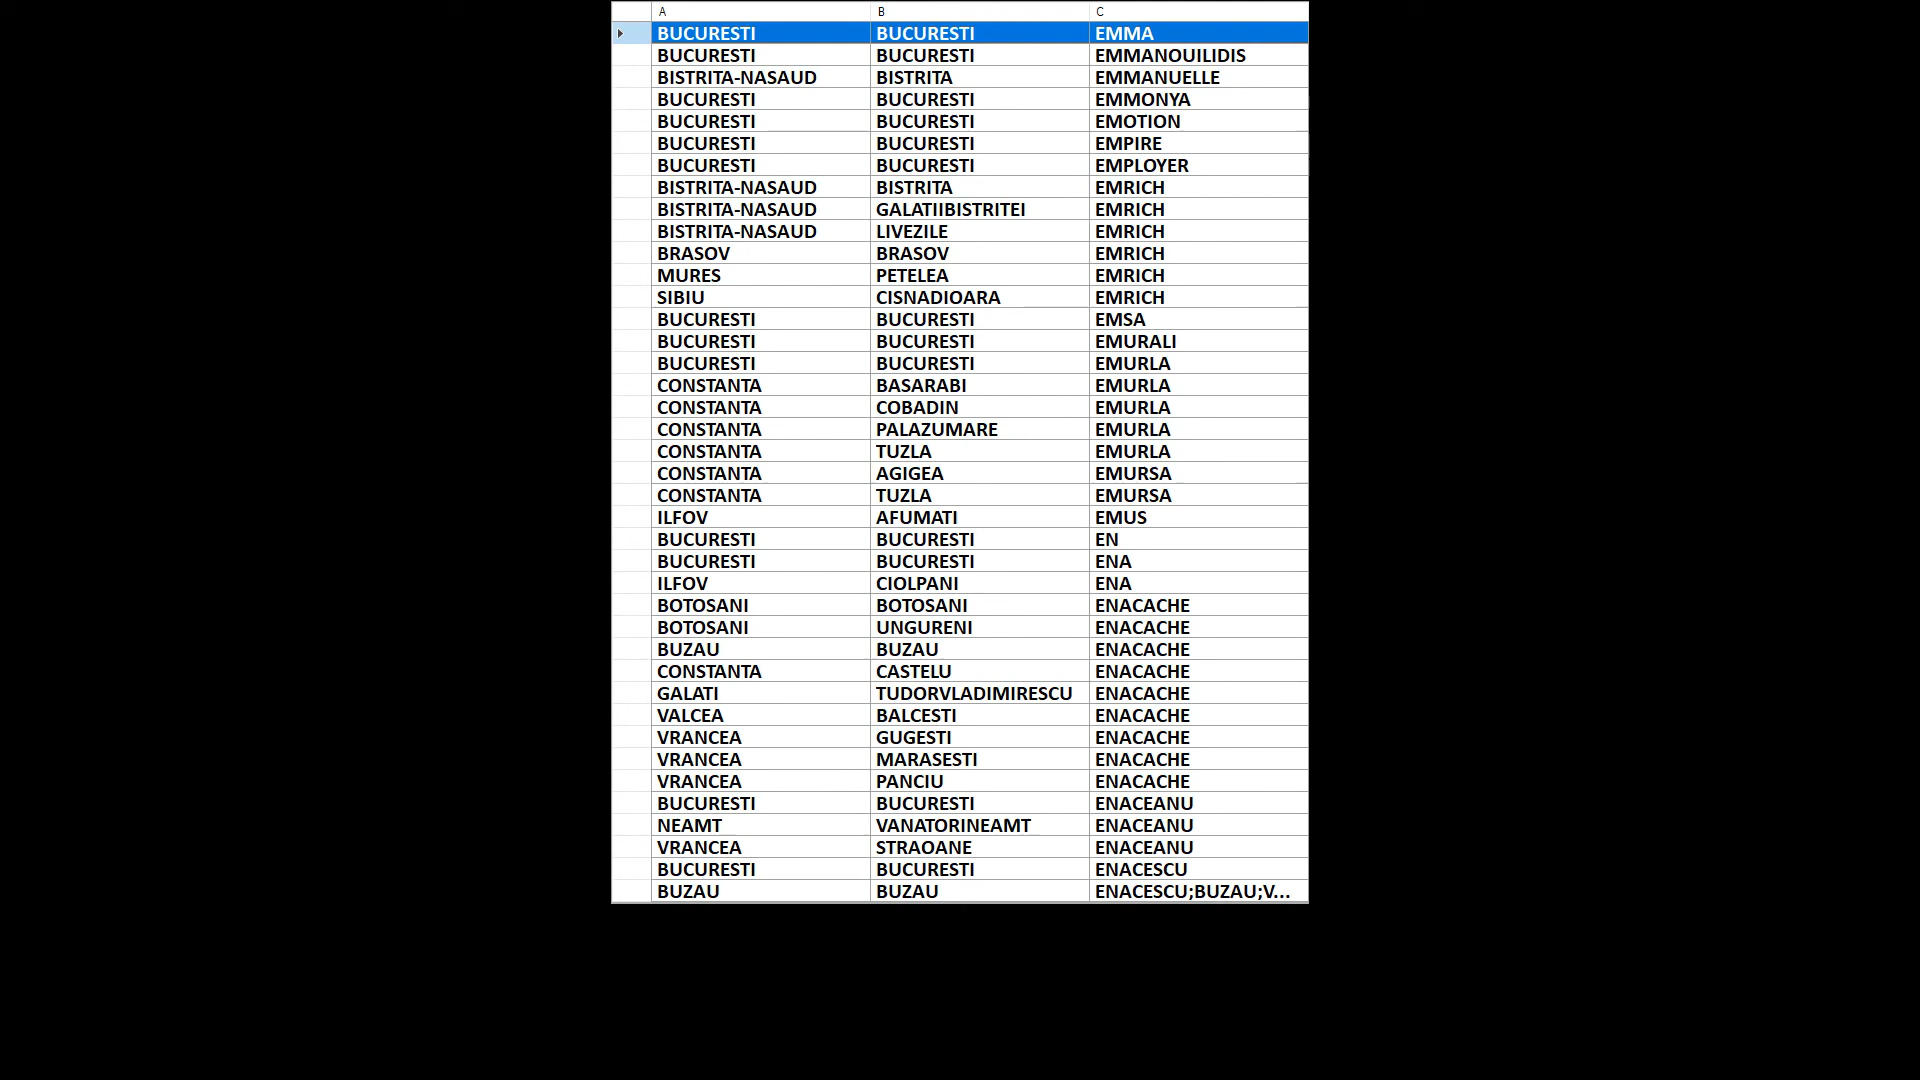 A B C
BUCURESTI BUCURESTI EMMA
BUCURESTI BUCURESTI EMMANOUILIDIS
BISTRITA-NASAUD BISTRITA EMMANUELLE
BUCURESTI BUCURESTI EMMONYA
BUCURESTI BUCURESTI EMOTION
BUCURESTI BUCURESTI EMPIRE
BUCURESTI BUCURESTI EMPLOYER
BISTRITA-NASAUD BISTRITA EMRICH
BISTRITA-NASAUD GALATIIBISTRITEI EMRICH
BISTRITA-NASAUD LIVEZILE EMRICH
BRASOV BRASOV EMRICH
MURES PETELEA EMRICH
SIBIU CISNADIOARA EMRICH
BUCURESTI BUCURESTI EMSA
BUCURESTI BUCURESTI EMURALI
BUCURESTI BUCURESTI EMURLA
CONSTANTA BASARABI EMURLA
CONSTANTA COBADIN EMURLA
CONSTANTA PALAZUMARE EMURLA
CONSTANTA TUZLA EMURLA
CONSTANTA AGIGEA EMURSA
CONSTANTA TUZLA EMURSA
ILFOV AFUMATI EMUS
BUCURESTI BUCURESTI EN
BUCURESTI BUCURESTI ENA
ILFOV CIOLPANI ENA
BOTOSANI BOTOSANI ENACACHE
BOTOSANI UNGURENI ENACACHE
BUZAU BUZAU ENACACHE
CONSTANTA CASTELU ENACACHE
GALATI TUDORVLADIMIRESCU ENACACHE
VALCEA BALCESTI ENACACHE
VRANCEA GUGESTI ENACACHE
VRANCEA MARASESTI ENACACHE
VRANCEA PANCIU ENACACHE
BUCURESTI BUCURESTI ENACEANU
NEAMT VANATORINEAMT ENACEANU
VRANCEA STRAOANE ENACEANU
BUCURESTI BUCURESTI ENACESCU
BUZAU BUZAU ENACESCU;BUZAU;V...